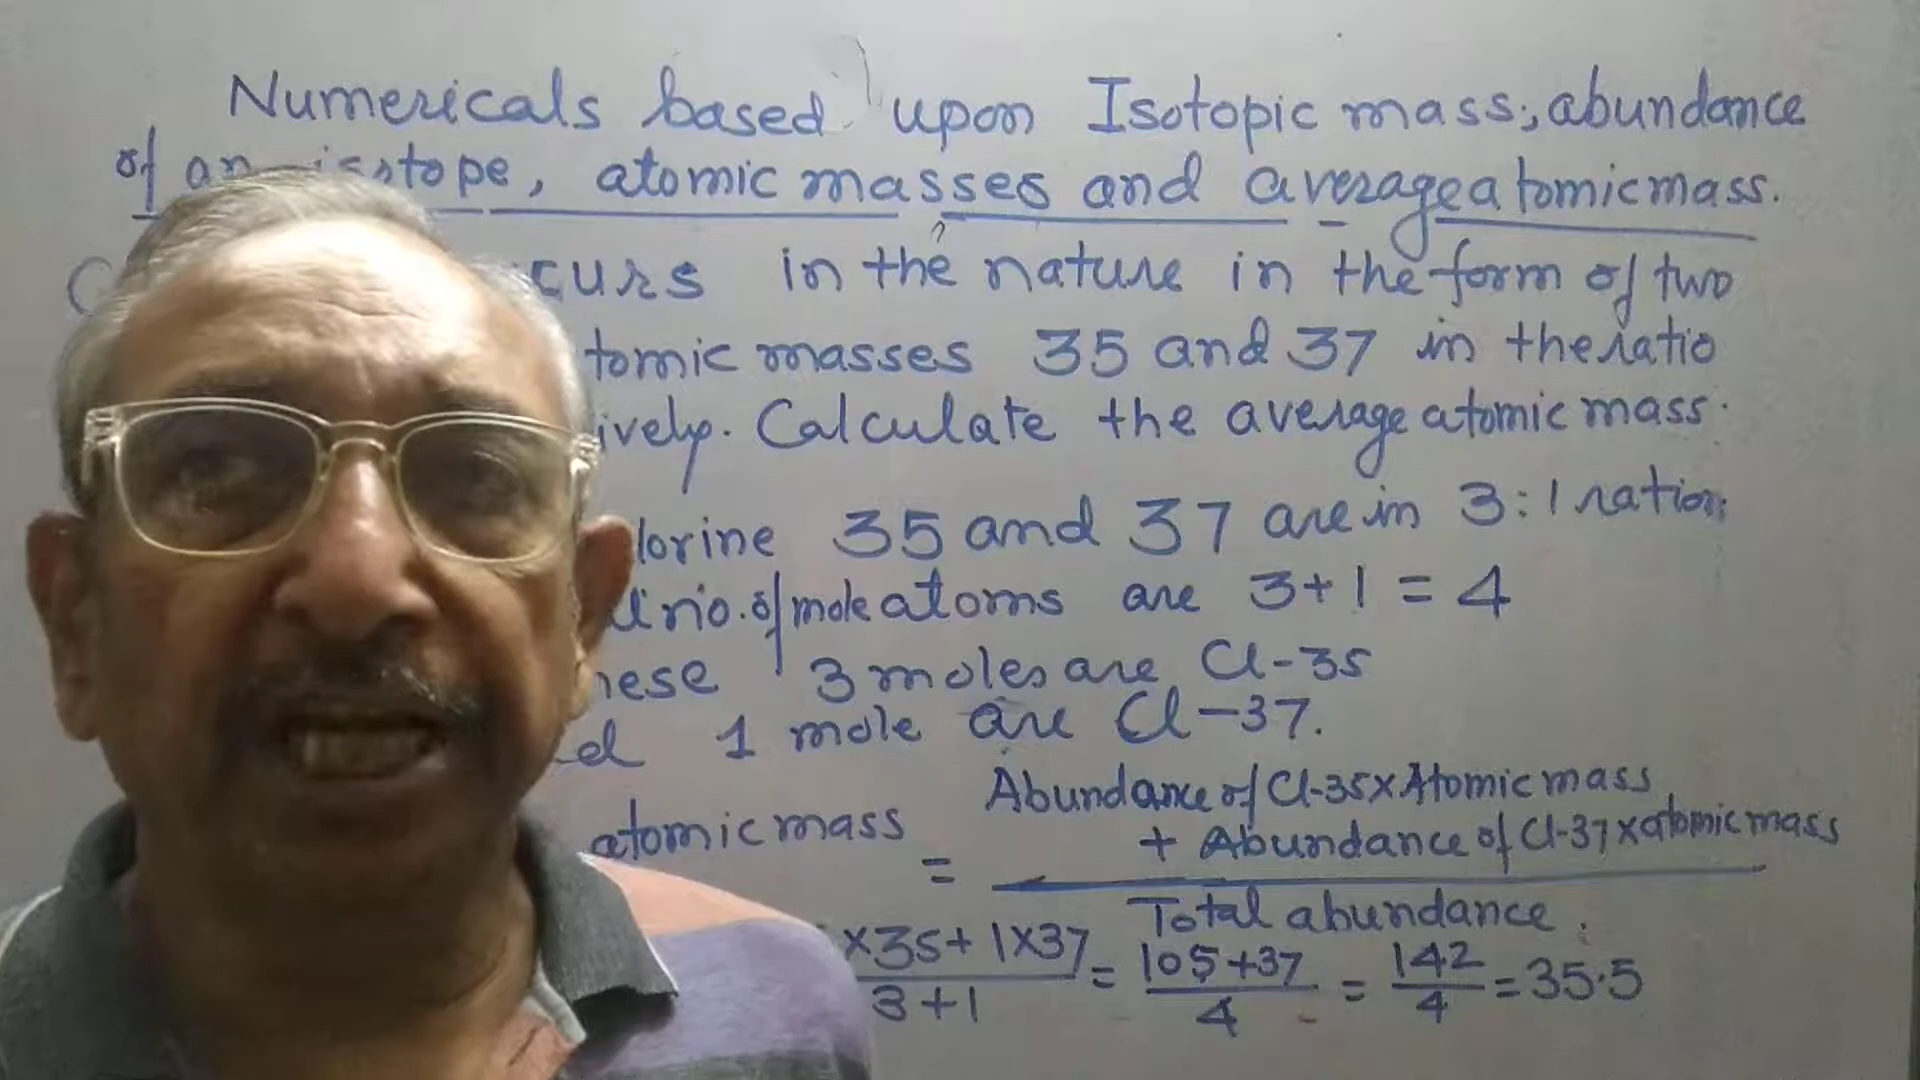 Numericals based upon Isotopic mass, abundance
of an isotope, atomic masses and average atomic mass.
curs in the nature in the form of two
tomic masses 35 and 37 in the ratio
ively. Calculate the average atomic mass.
lorine 35 and 37 are in 3:1 ration
no. of mole atoms are 3+1 = 4
hese 3 moles are Cl-35
d 1 mole are Cl-37.
Abundance of Cl-35 x Atomic mass
+ Abundance of Cl-37 x atomic mass
atomic mass =
Total abundance.
x35+1x37 = 105+37 = 142 = 35.5
3+1 4 4